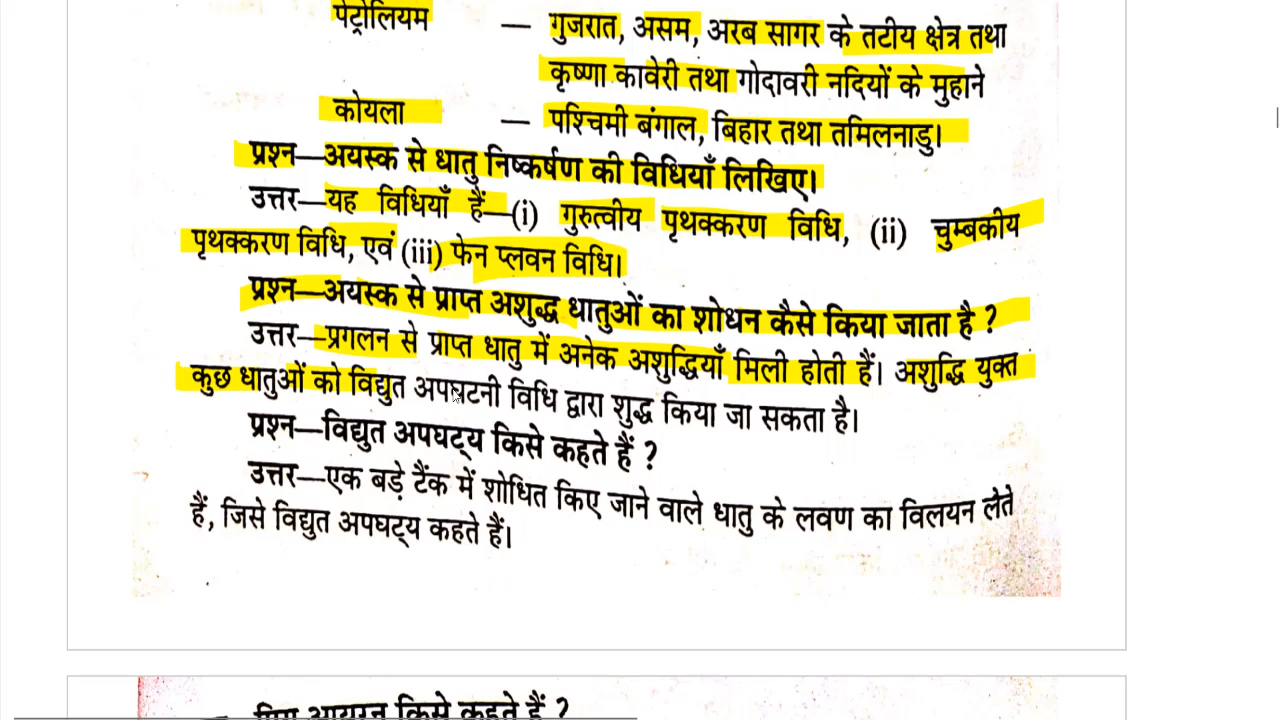 पेट्रोलियम — गुजरात, असम, अरब सागर के तटीय क्षेत्र तथा
कृष्णा कावेरी तथा गोदावरी नदियों के मुहाने
कोयला — पश्चिमी बंगाल, बिहार तथा तमिलनाडु।
प्रश्न—अयस्क से धातु निष्कर्षण की विधियाँ लिखिए।
उत्तर—यह विधियाँ हैं—(i) गुरुत्वीय पृथक्करण विधि, (ii) चुम्बकीय
पृथक्करण विधि, एवं (iii) फेन प्लवन विधि।
प्रश्न—अयस्क से प्राप्त अशुद्ध धातुओं का शोधन कैसे किया जाता है ?
उत्तर—प्रगलन से प्राप्त धातु में अनेक अशुद्धियाँ मिली होती हैं। अशुद्धि युक्त
कुछ धातुओं को विद्युत अपघटनी विधि द्वारा शुद्ध किया जा सकता है।
प्रश्न—विद्युत अपघट्य किसे कहते हैं ?
उत्तर—एक बड़े टैंक में शोधित किए जाने वाले धातु के लवण का विलयन लेते
हैं, जिसे विद्युत अपघट्य कहते हैं।
आयरन किसे कहते हैं ?